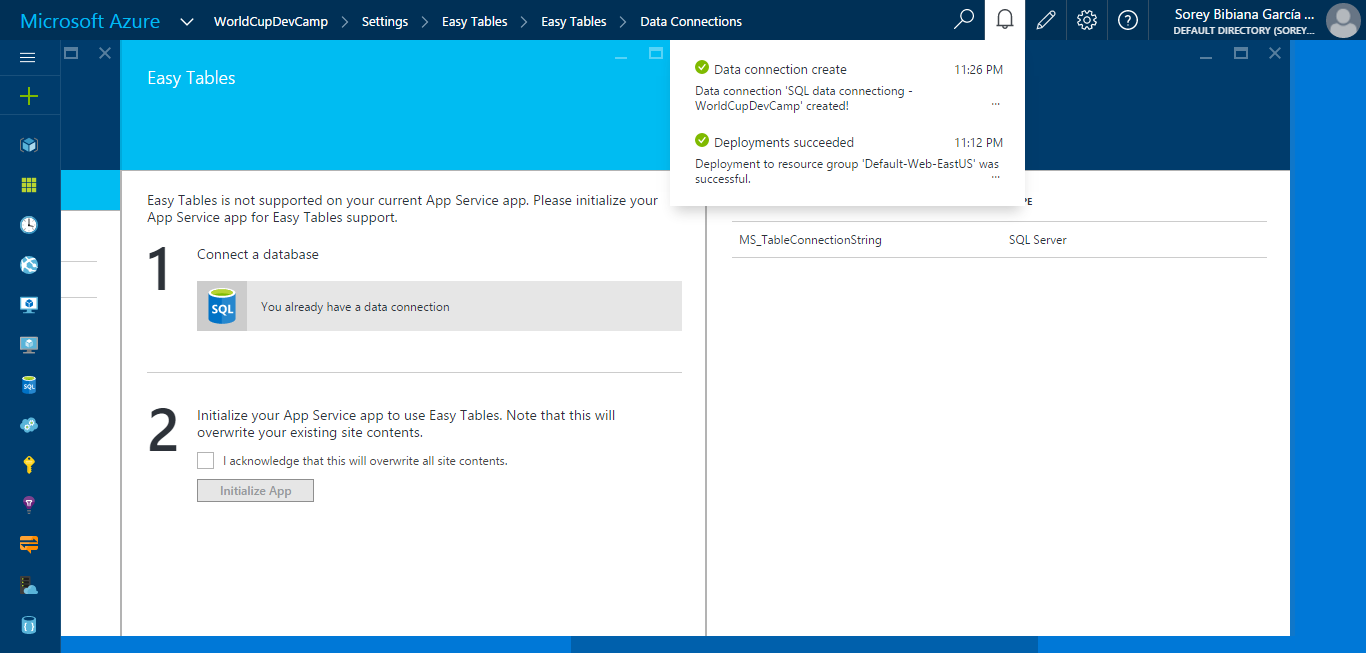 Microsoft Azure
WorldCupDevCamp
Settings
Easy Tables
Easy Tables
Data Connections
Sorey Bibiana García ...
DEFAULT DIRECTORY (SOREY...
Easy Tables
Data connection create 11:26 PM
Data connection 'SQL data connectiong -
WorldCupDevCamp' created!
...
Deployments succeeded 11:12 PM
Deployment to resource group 'Default-Web-EastUS' was
successful.
...
Easy Tables is not supported on your current App Service app. Please initialize your
App Service app for Easy Tables support.
1
Connect a database
SQL
You already have a data connection
2
Initialize your App Service app to use Easy Tables. Note that this will
overwrite your existing site contents.
I acknowledge that this will overwrite all site contents.
Initialize App
PE
MS_TableConnectionString SQL Server
SQL